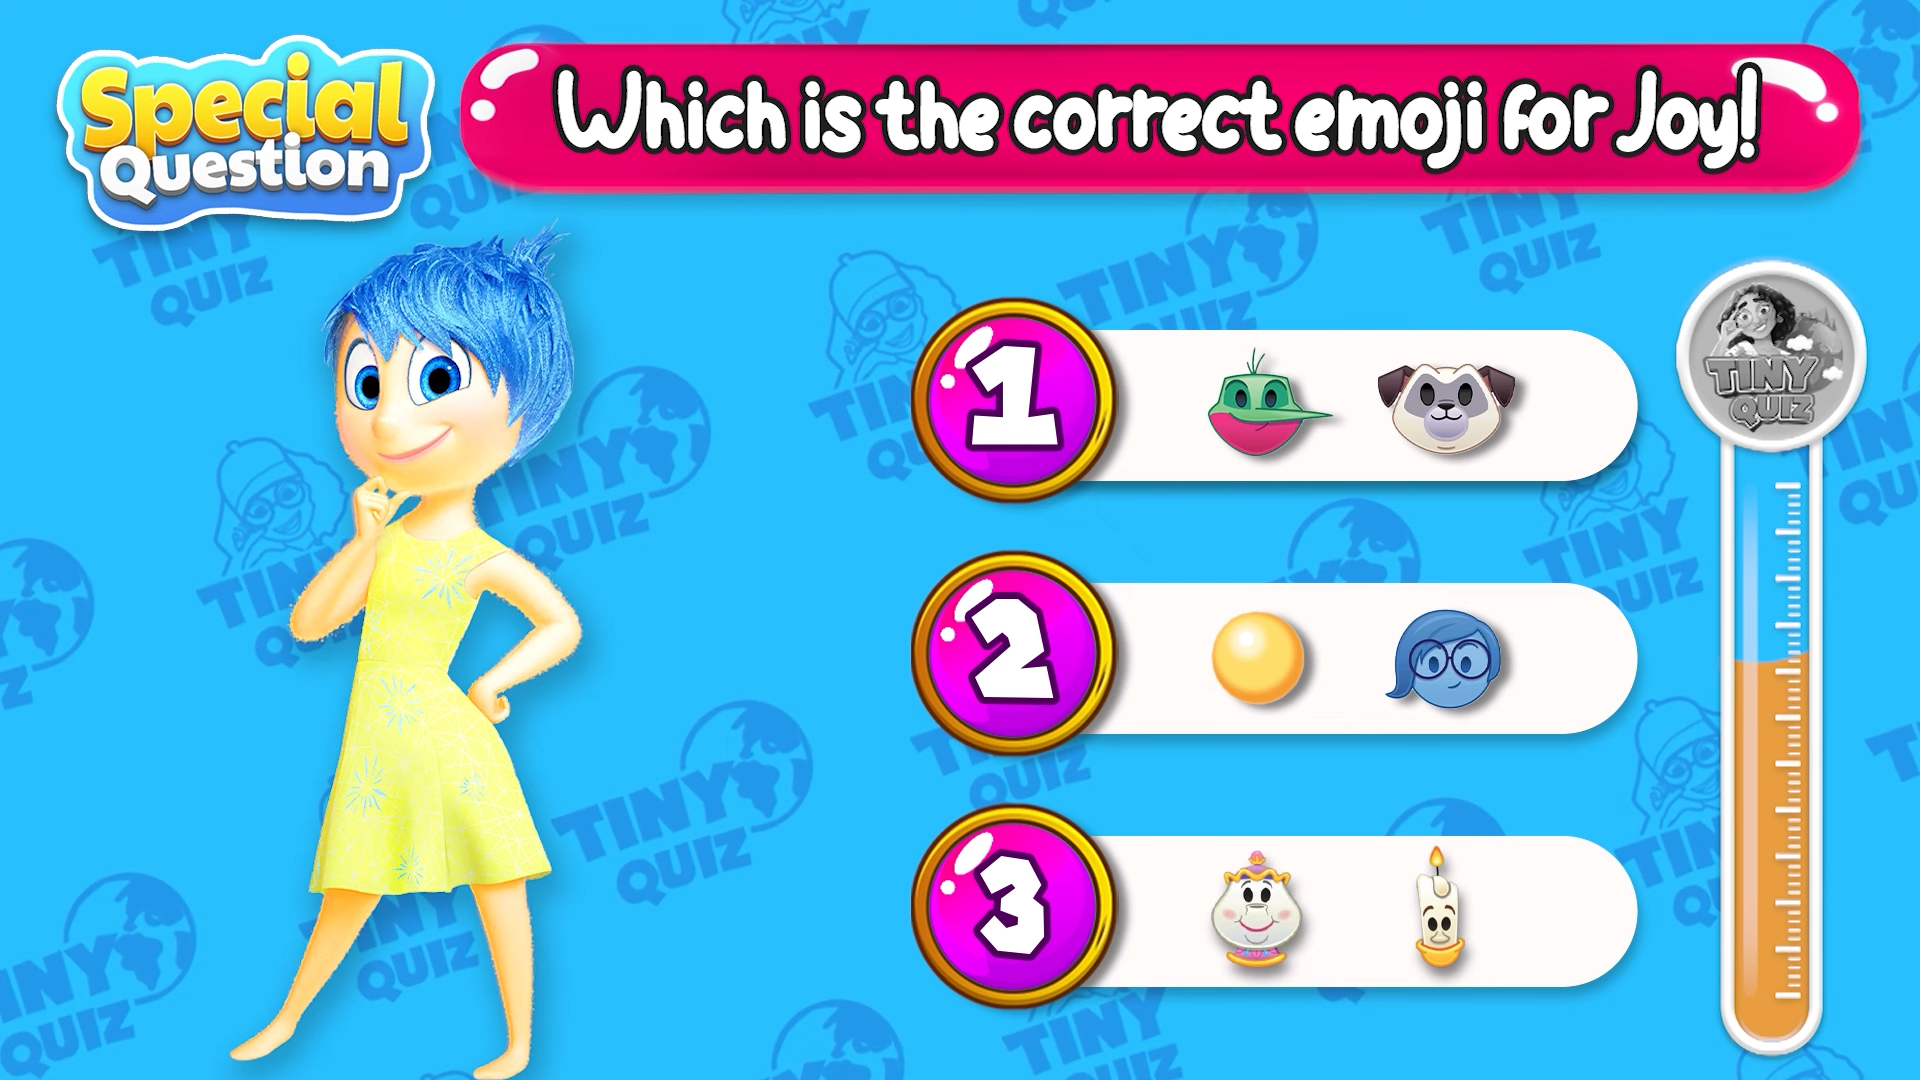 Special
Question
Which is the correct emoji for Joy!
1
2
3
TINY
QUIZ